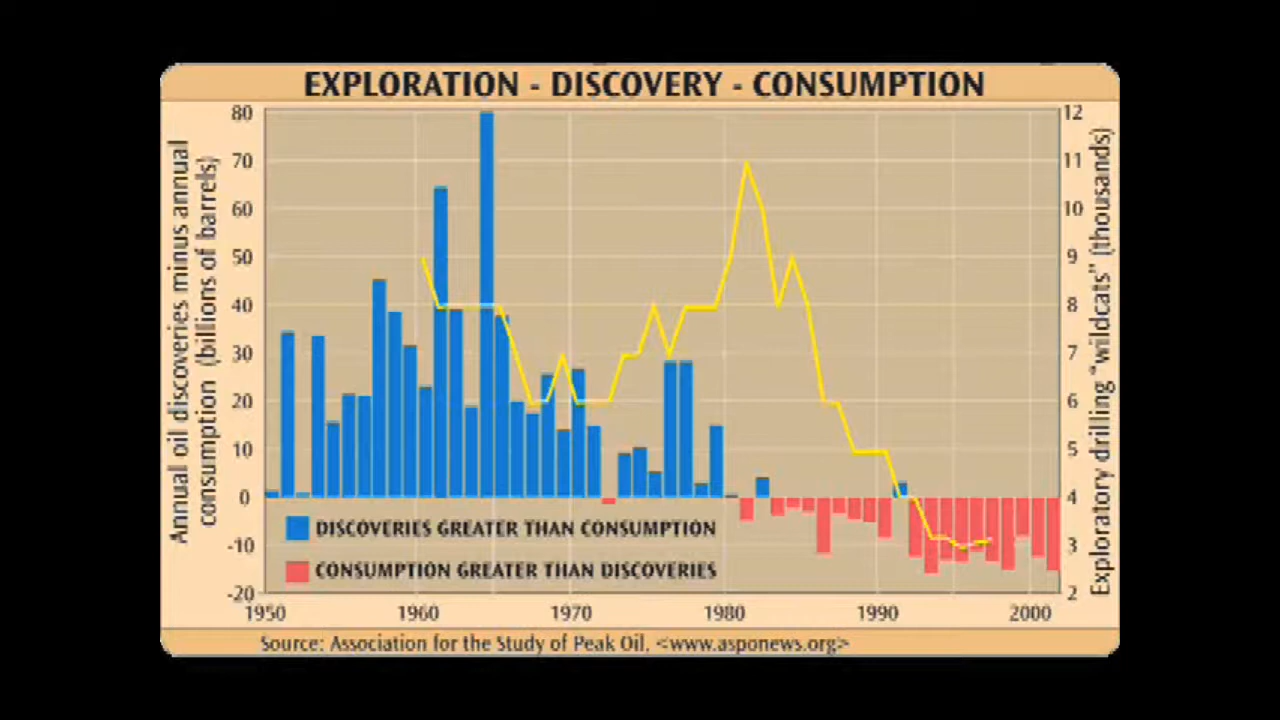 EXPLORATION - DISCOVERY - CONSUMPTION
Annual oil discoveries minus annual
consumption (billions of barrels)
80
70
60
50
40
30
20
10
0
-10
-20
12
11
10
9
8
7
6
5
4
3
2
Exploratory drilling "wildcats" (thousands)
DISCOVERIES GREATER THAN CONSUMPTION
CONSUMPTION GREATER THAN DISCOVERIES
1950 1960 1970 1980 1990 2000
Source: Association for the Study of Peak Oil, <www.asponews.org>